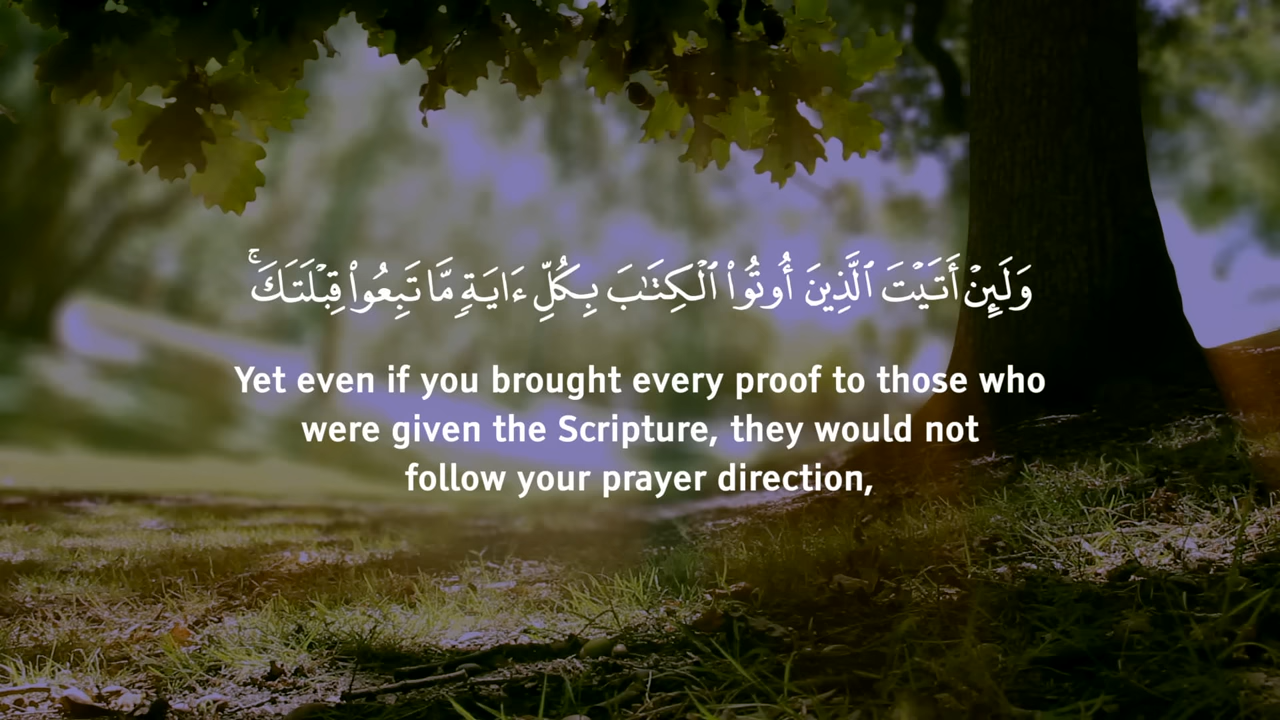 وَلَئِنْ أَتَيْتَ ٱلَّذِينَ أُوتُوا۟ ٱلْكِتَـٰبَ بِكُلِّ ءَايَةٍ مَّا تَبِعُوا۟ قِبْلَتَكَ ۚ
Yet even if you brought every proof to those who
were given the Scripture, they would not
follow your prayer direction,